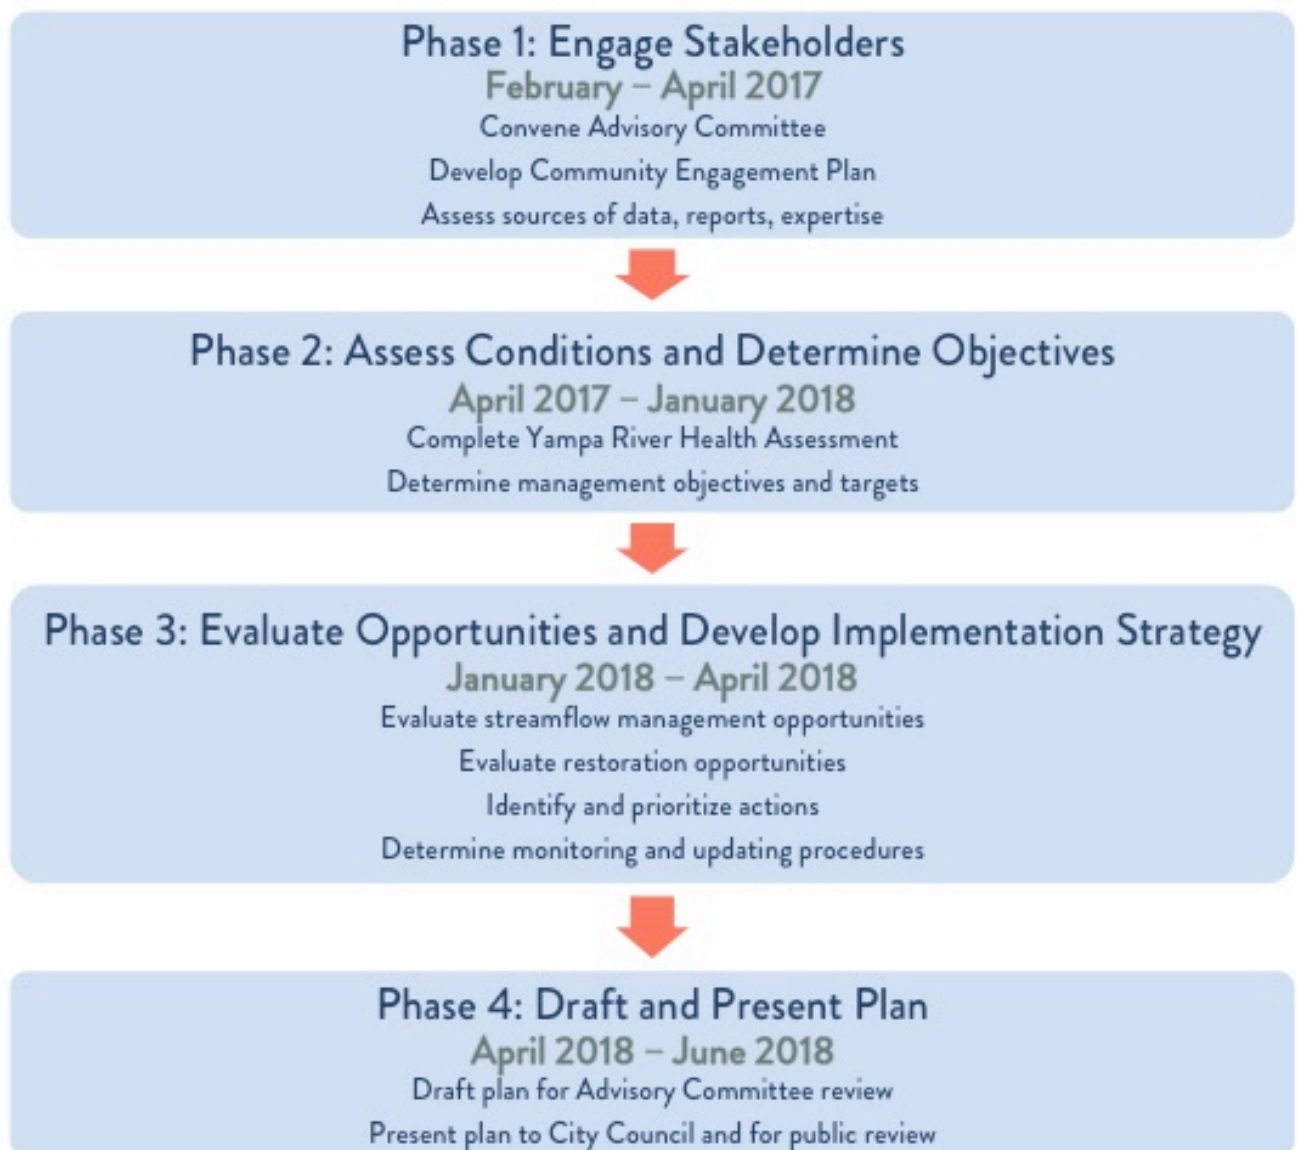 Phase 1: Engage Stakeholders
February – April 2017
Convene Advisory Committee
Develop Community Engagement Plan
Assess sources of data, reports, expertise
Phase 2: Assess Conditions and Determine Objectives
April 2017 – January 2018
Complete Yampa River Health Assessment
Determine management objectives and targets
Phase 3: Evaluate Opportunities and Develop Implementation Strategy
January 2018 – April 2018
Evaluate streamflow management opportunities
Evaluate restoration opportunities
Identify and prioritize actions
Determine monitoring and updating procedures
Phase 4: Draft and Present Plan
April 2018 – June 2018
Draft plan for Advisory Committee review
Present plan to City Council and for public review